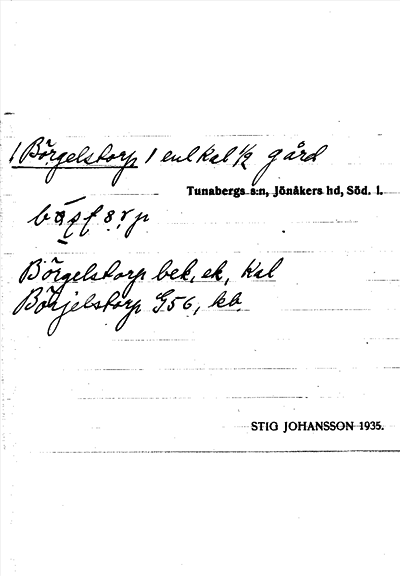 1 Börgelstorp 1 enl kal 1/2 gård
Tunabergs s:n, Jönåkers hd, Söd. l.
Börgelstorp bek, ek, Kal
Börjelstorp G56, kb
STIG JOHANSSON 1935.